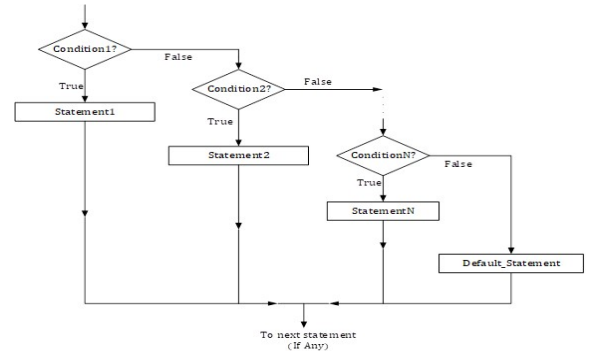 Condition1?
False
True
Statement1
Condition2?
False
True
Statement2
ConditionN?
False
True
StatementN
Default_Statement
To next statement
(If Any)